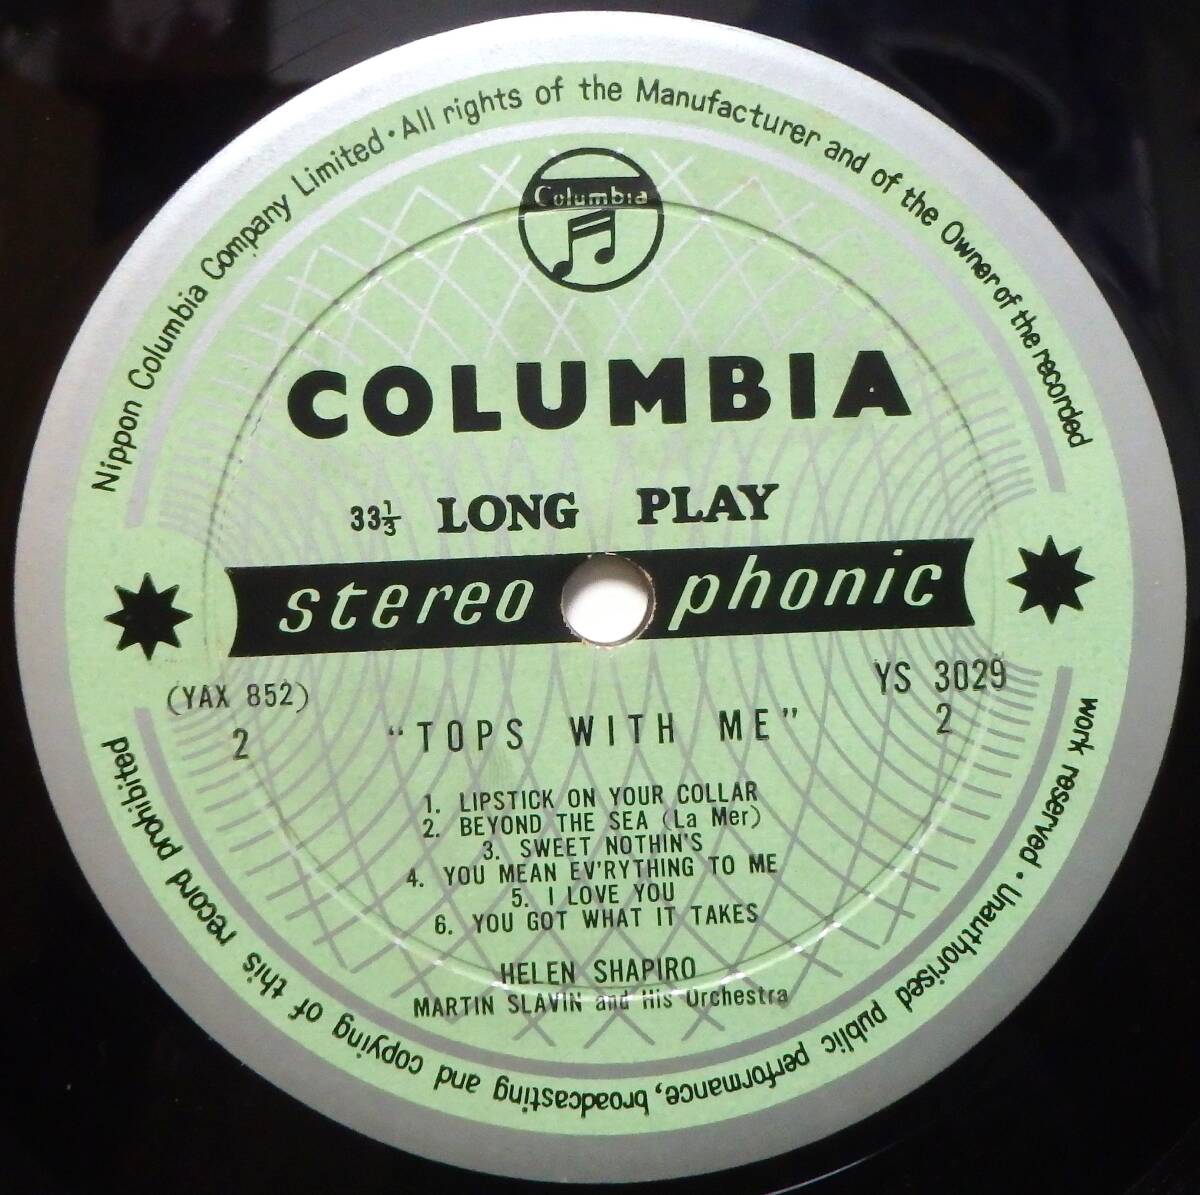 Nippon Columbia Company Limited · All rights of the Manufacturer and of the Owner of the recorded
work reserved · Unauthorised public performance, broadcasting and copying of this record prohibited
Columbia
COLUMBIA
33⅓ LONG PLAY
stereo phonic
(YAX 852) YS 3029
2 "TOPS WITH ME" 2
1. LIPSTICK ON YOUR COLLAR
2. BEYOND THE SEA (La Mer)
3. SWEET NOTHIN'S
4. YOU MEAN EV'RYTHING TO ME
5. I LOVE YOU
6. YOU GOT WHAT IT TAKES
HELEN SHAPIRO
MARTIN SLAVIN and His Orchestra